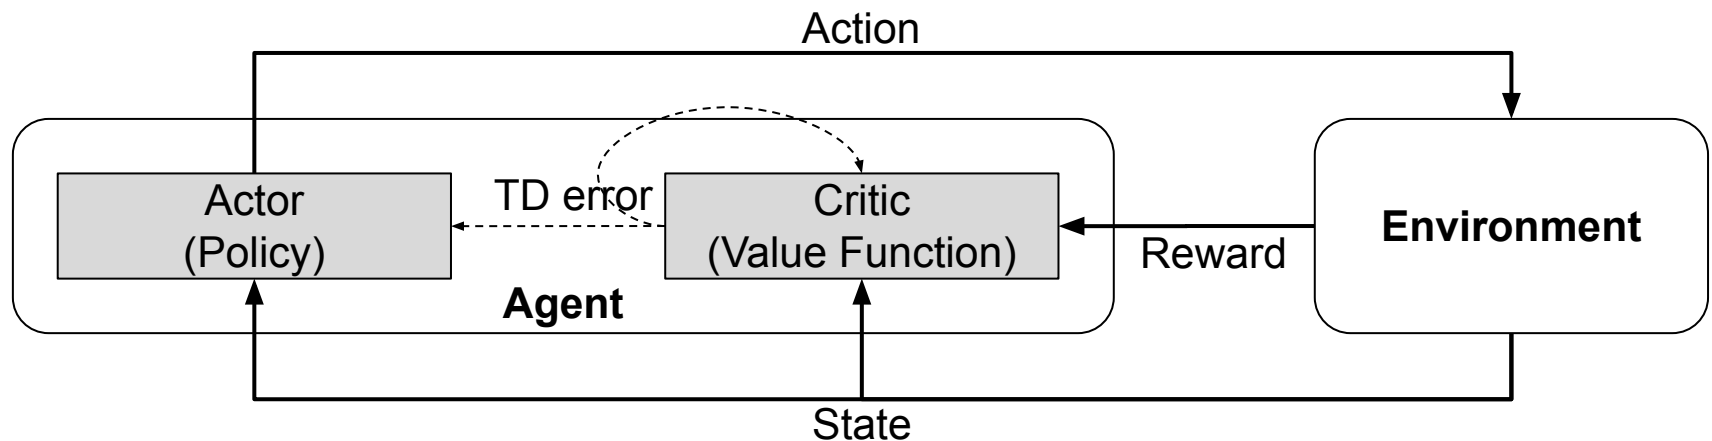 Action
Actor
(Policy)
TD error
Critic
(Value Function)
Reward
Environment
Agent
State